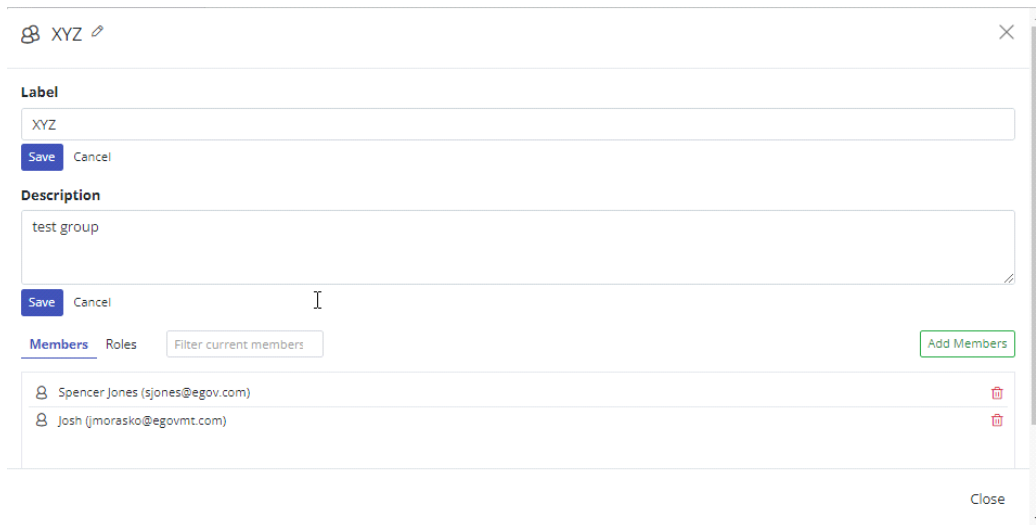 XYZ
Label
XYZ
Save Cancel
Description
test group
Save Cancel
Members Roles Filter current members Add Members
Spencer Jones (sjones@egov.com)
Josh (jmorasko@egovmt.com)
Close